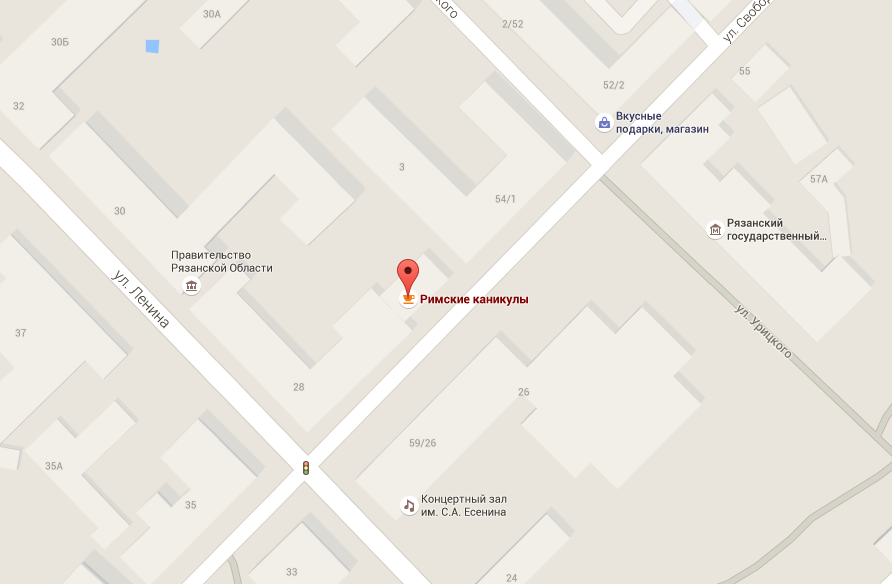 30А
ского
2/52
ул. Свобод
30Б
55
52/2
32
Вкусные
подарки, магазин
3
57А
54/1
30
Рязанский
государственный...
Правительство
Рязанской Области
ул. Ленина
Римские каникулы
ул. Урицкого
37
28
26
59/26
35А
35
Концертный зал
им. С.А. Есенина
33
24